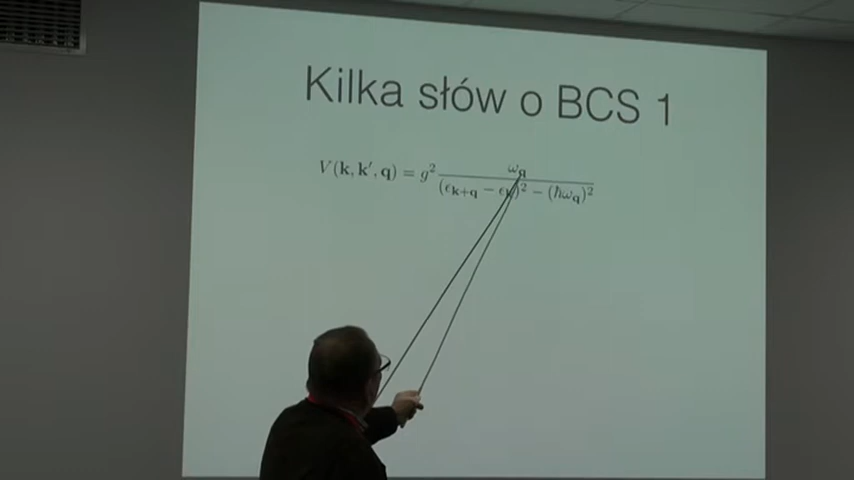 Kilka słów o BCS 1
V(k, k′, q) = g² ω_q / ((ϵ_{k+q} − ϵ_k)² − (ħω_q)²)